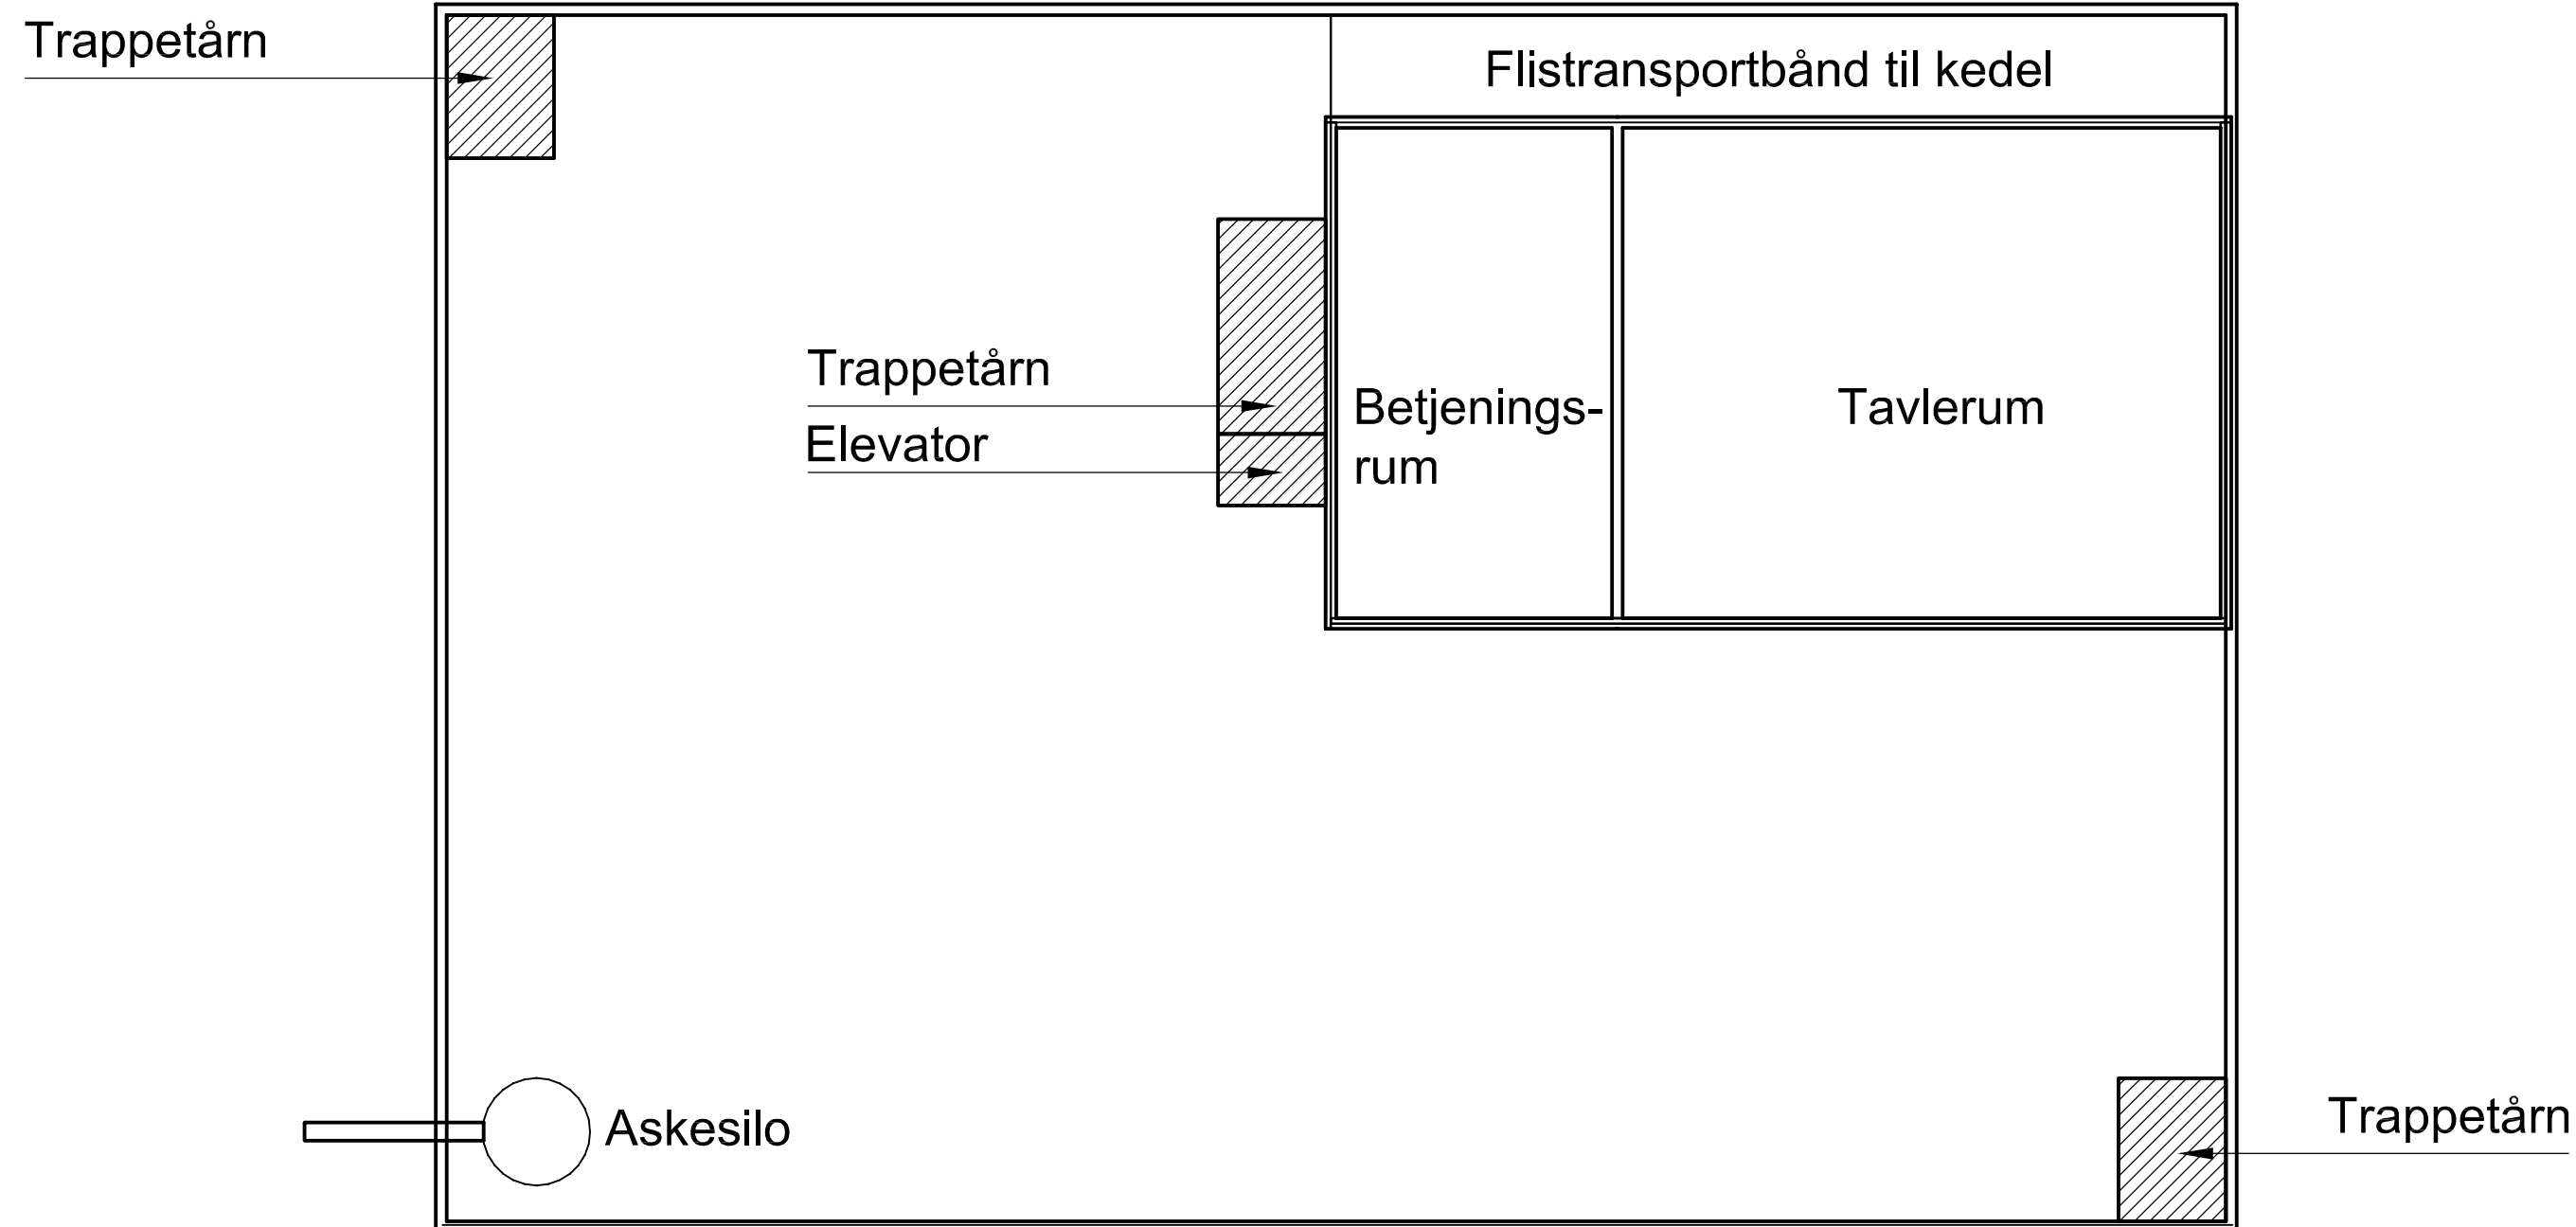 Trappetårn
Flistransportbånd til kedel
Trappetårn
Elevator
Betjenings-
rum
Tavlerum
Askesilo
Trappetårn